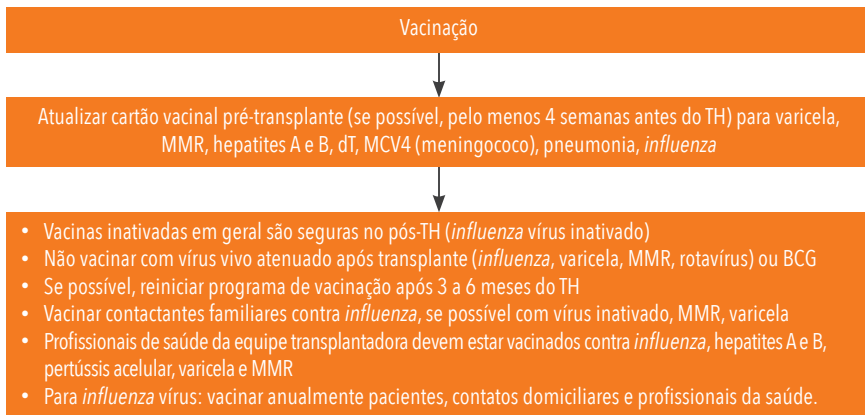 Vacinação
Atualizar cartão vacinal pré-transplante (se possível, pelo menos 4 semanas antes do TH) para varicela,
MMR, hepatites A e B, dT, MCV4 (meningococo), pneumonia, influenza
• Vacinas inativadas em geral são seguras no pós-TH (influenza vírus inativado)
• Não vacinar com vírus vivo atenuado após transplante (influenza, varicela, MMR, rotavírus) ou BCG
• Se possível, reiniciar programa de vacinação após 3 a 6 meses do TH
• Vacinar contactantes familiares contra influenza, se possível com vírus inativado, MMR, varicela
• Profissionais de saúde da equipe transplantadora devem estar vacinados contra influenza, hepatites A e B,
pertússis acelular, varicela e MMR
• Para influenza vírus: vacinar anualmente pacientes, contatos domiciliares e profissionais da saúde.